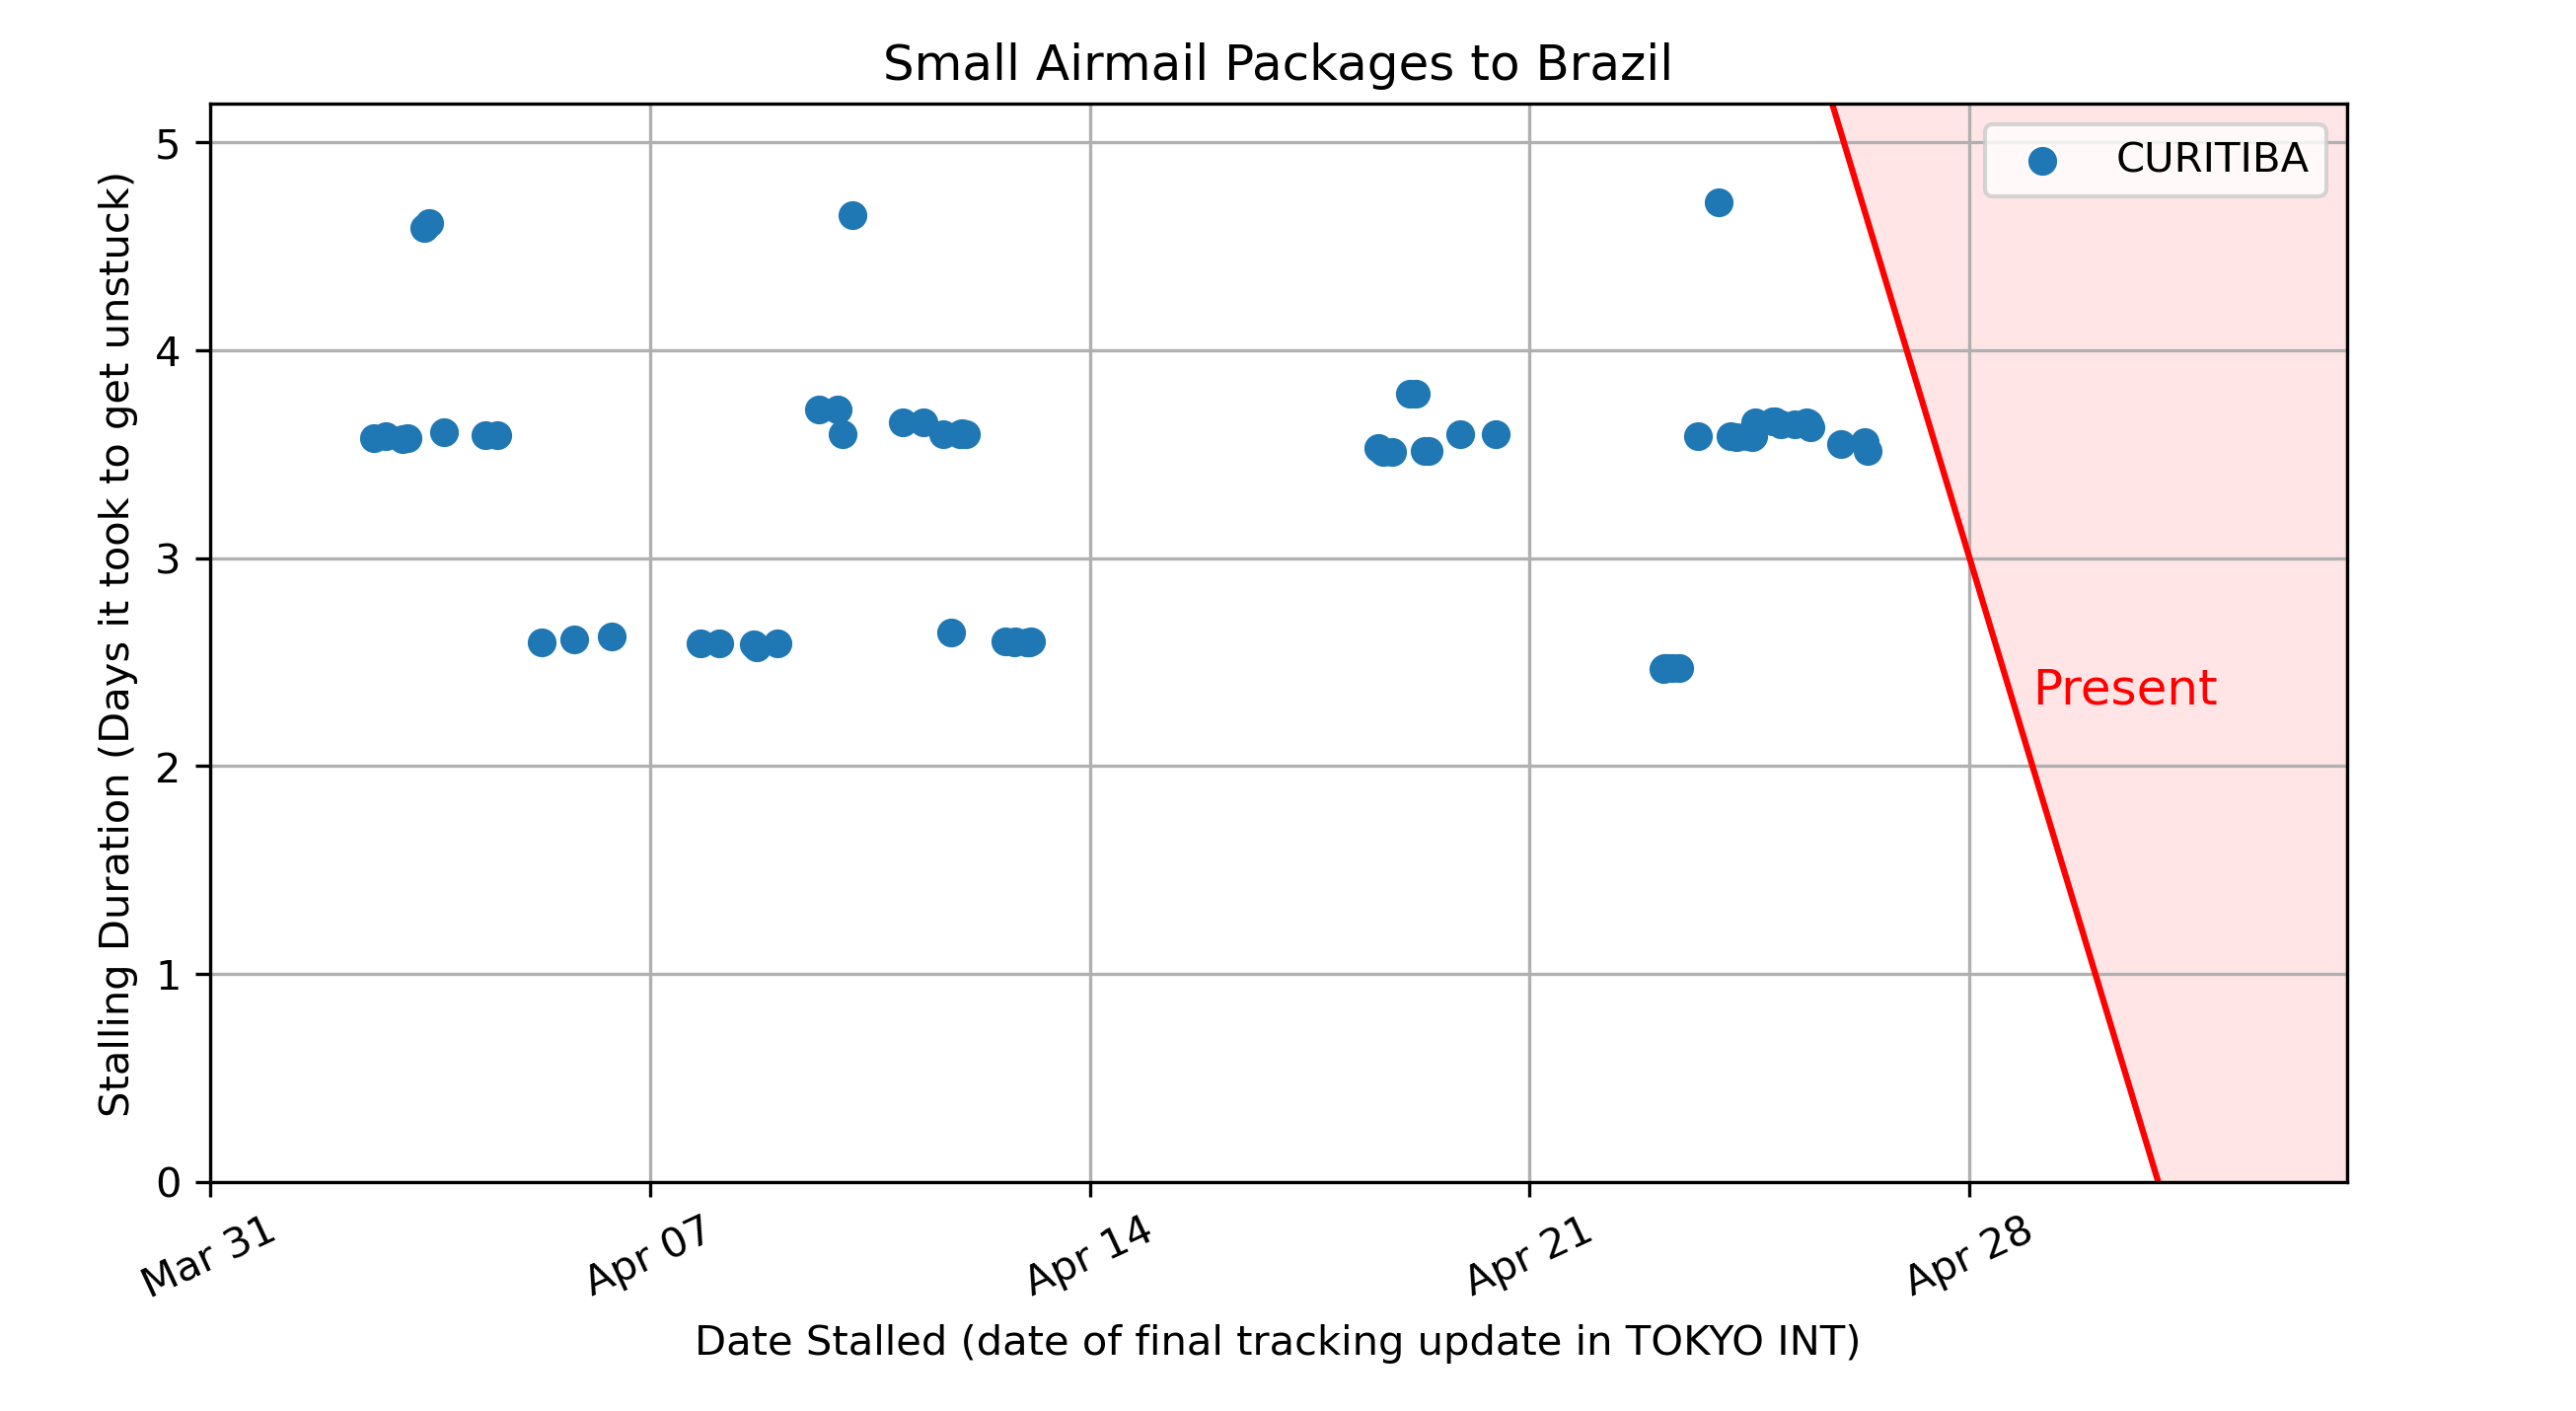 Small Airmail Packages to Brazil
CURITIBA
5
4
3
2
1
0
Stalling Duration (Days it took to get unstuck)
Present
Mar 31
Apr 07
Apr 14
Apr 21
Apr 28
Date Stalled (date of final tracking update in TOKYO INT)